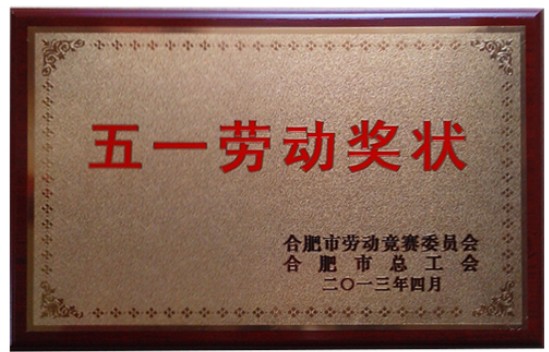 五一劳动奖状
合肥市劳动竞赛委员会
合肥市总工会
二〇一三年四月